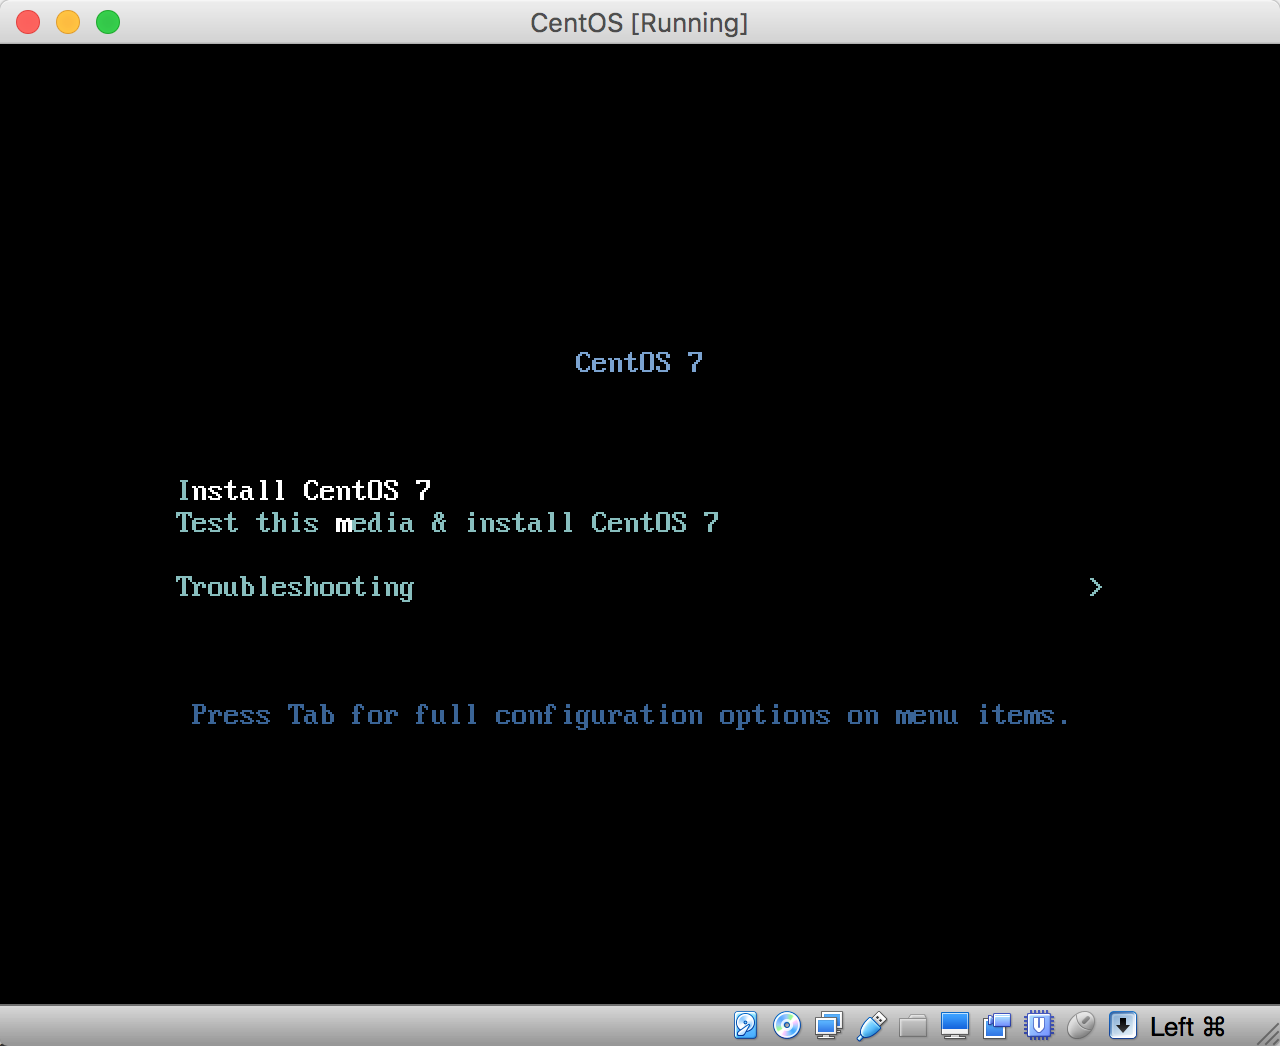 CentOS [Running]
CentOS 7
Install CentOS 7
Test this media & install CentOS 7
Troubleshooting >
Press Tab for full configuration options on menu items.
Left ⌘